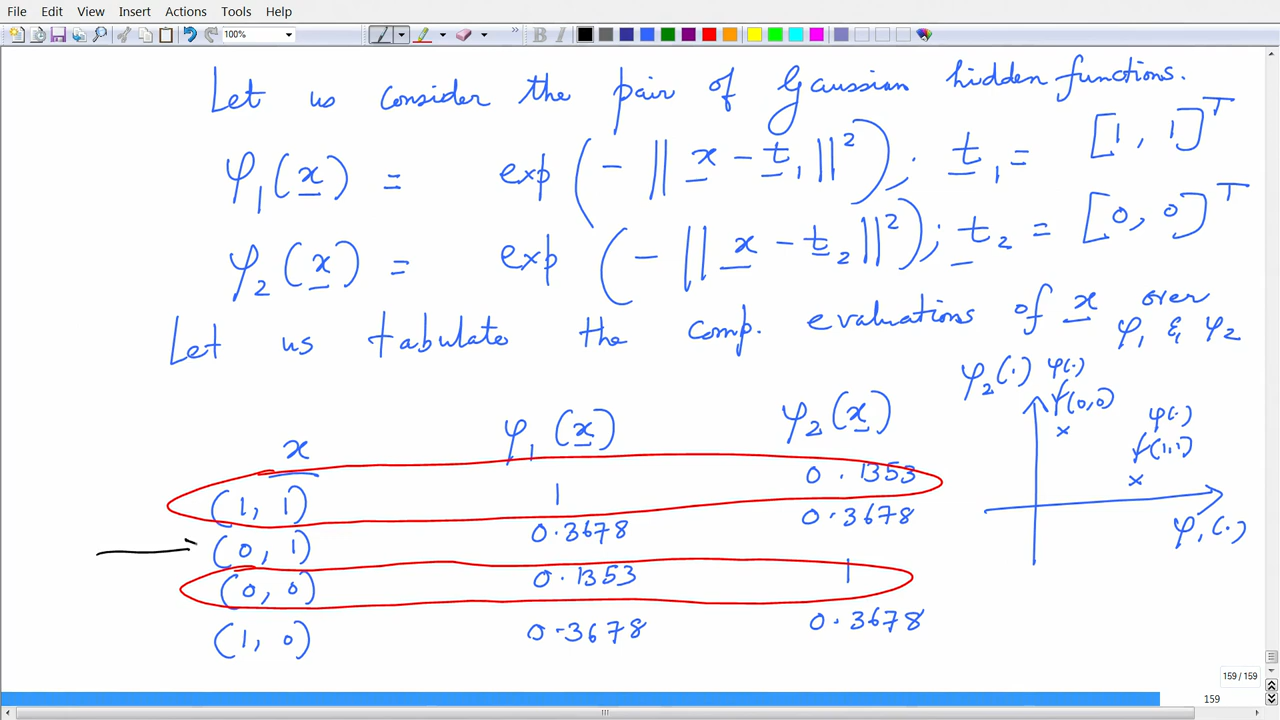 File Edit View Insert Actions Tools Help
100%
Let us consider the pair of Gaussian hidden functions.
φ₁(x) = exp(-||x - t₁||²); t₁ = [1, 1]ᵀ
φ₂(x) = exp(-||x - t₂||²); t₂ = [0, 0]ᵀ
Let us tabulate the comp. evaluations of x over φ₁ & φ₂
x φ₁(x) φ₂(x)
(1, 1) 1 0.1353
(0, 1) 0.3678 0.3678
(0, 0) 0.1353 1
(1, 0) 0.3678 0.3678
φ₂(·) φ(·)
(0,0)
×
φ(·)
(1,1)
×
φ₁(·)
159 / 159
159